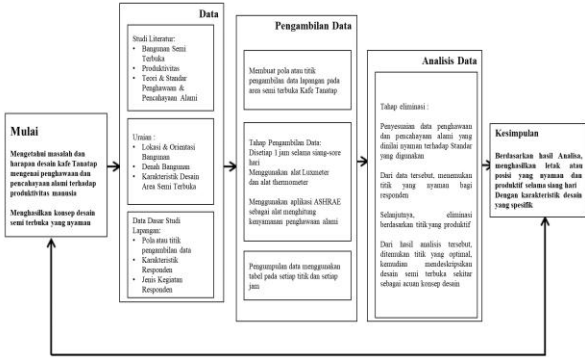 Data
Studi Literatur:
• Bangunan Semi
Terbuka
• Produktivitas
• Teori & Standar
Penghawaan &
Pencahayaan Alami
Uraian :
• Lokasi & Orientasi
Bangunan
• Denah Bangunan
• Karakteristik Desain
Area Semi Terbuka
Data Dasar Studi
Lapangan:
• Pola atau titik
pengambilan data
• Karakteristik
Responden
• Jenis Kegiatan
Responden
Mulai
Mengetahui masalah dan
harapan desain kafe Tanatap
mengenai penghawaan dan
pencahayaan alami terhadap
produktivitas manusia
Menghasilkan konsep desain
semi terbuka yang nyaman
Pengambilan Data
Membuat pola atau titik
pengambilan data lapangan pada
area semi terbuka Kafe Tanatap
Tahap Pengambilan Data:
Disetiap 1 jam selama siang-sore
hari
Menggunakan alat Luxmeter
dan alat thermometer
Menggunakan aplikasi ASHRAE
sebagai alat menghitung
kenyamanan penghawaan alami
Pengumpulan data menggunakan
tabel pada setiap titik dan setiap
jam
Analisis Data
Tahap eliminasi :
Penyesuaian data penghawaan
dan pencahayaan alami yang
dinilai nyaman terhadap Standar
yang digunakan
Dari data tersebut, menemukan
titik yang nyaman bagi
responden
Selanjutnya, eliminasi
berdasarkan titik yang produktif
Dari hasil analisis tersebut,
ditemukan titik yang optimal,
kemudian mendeskripsikan
desain semi terbuka sekitar
sebagai acuan konsep desain
Kesimpulan
Berdasarkan hasil Analisa,
menghasilkan letak atau
posisi yang nyaman dan
produktif selama siang hari
Dengan karakteristik desain
yang spesifik